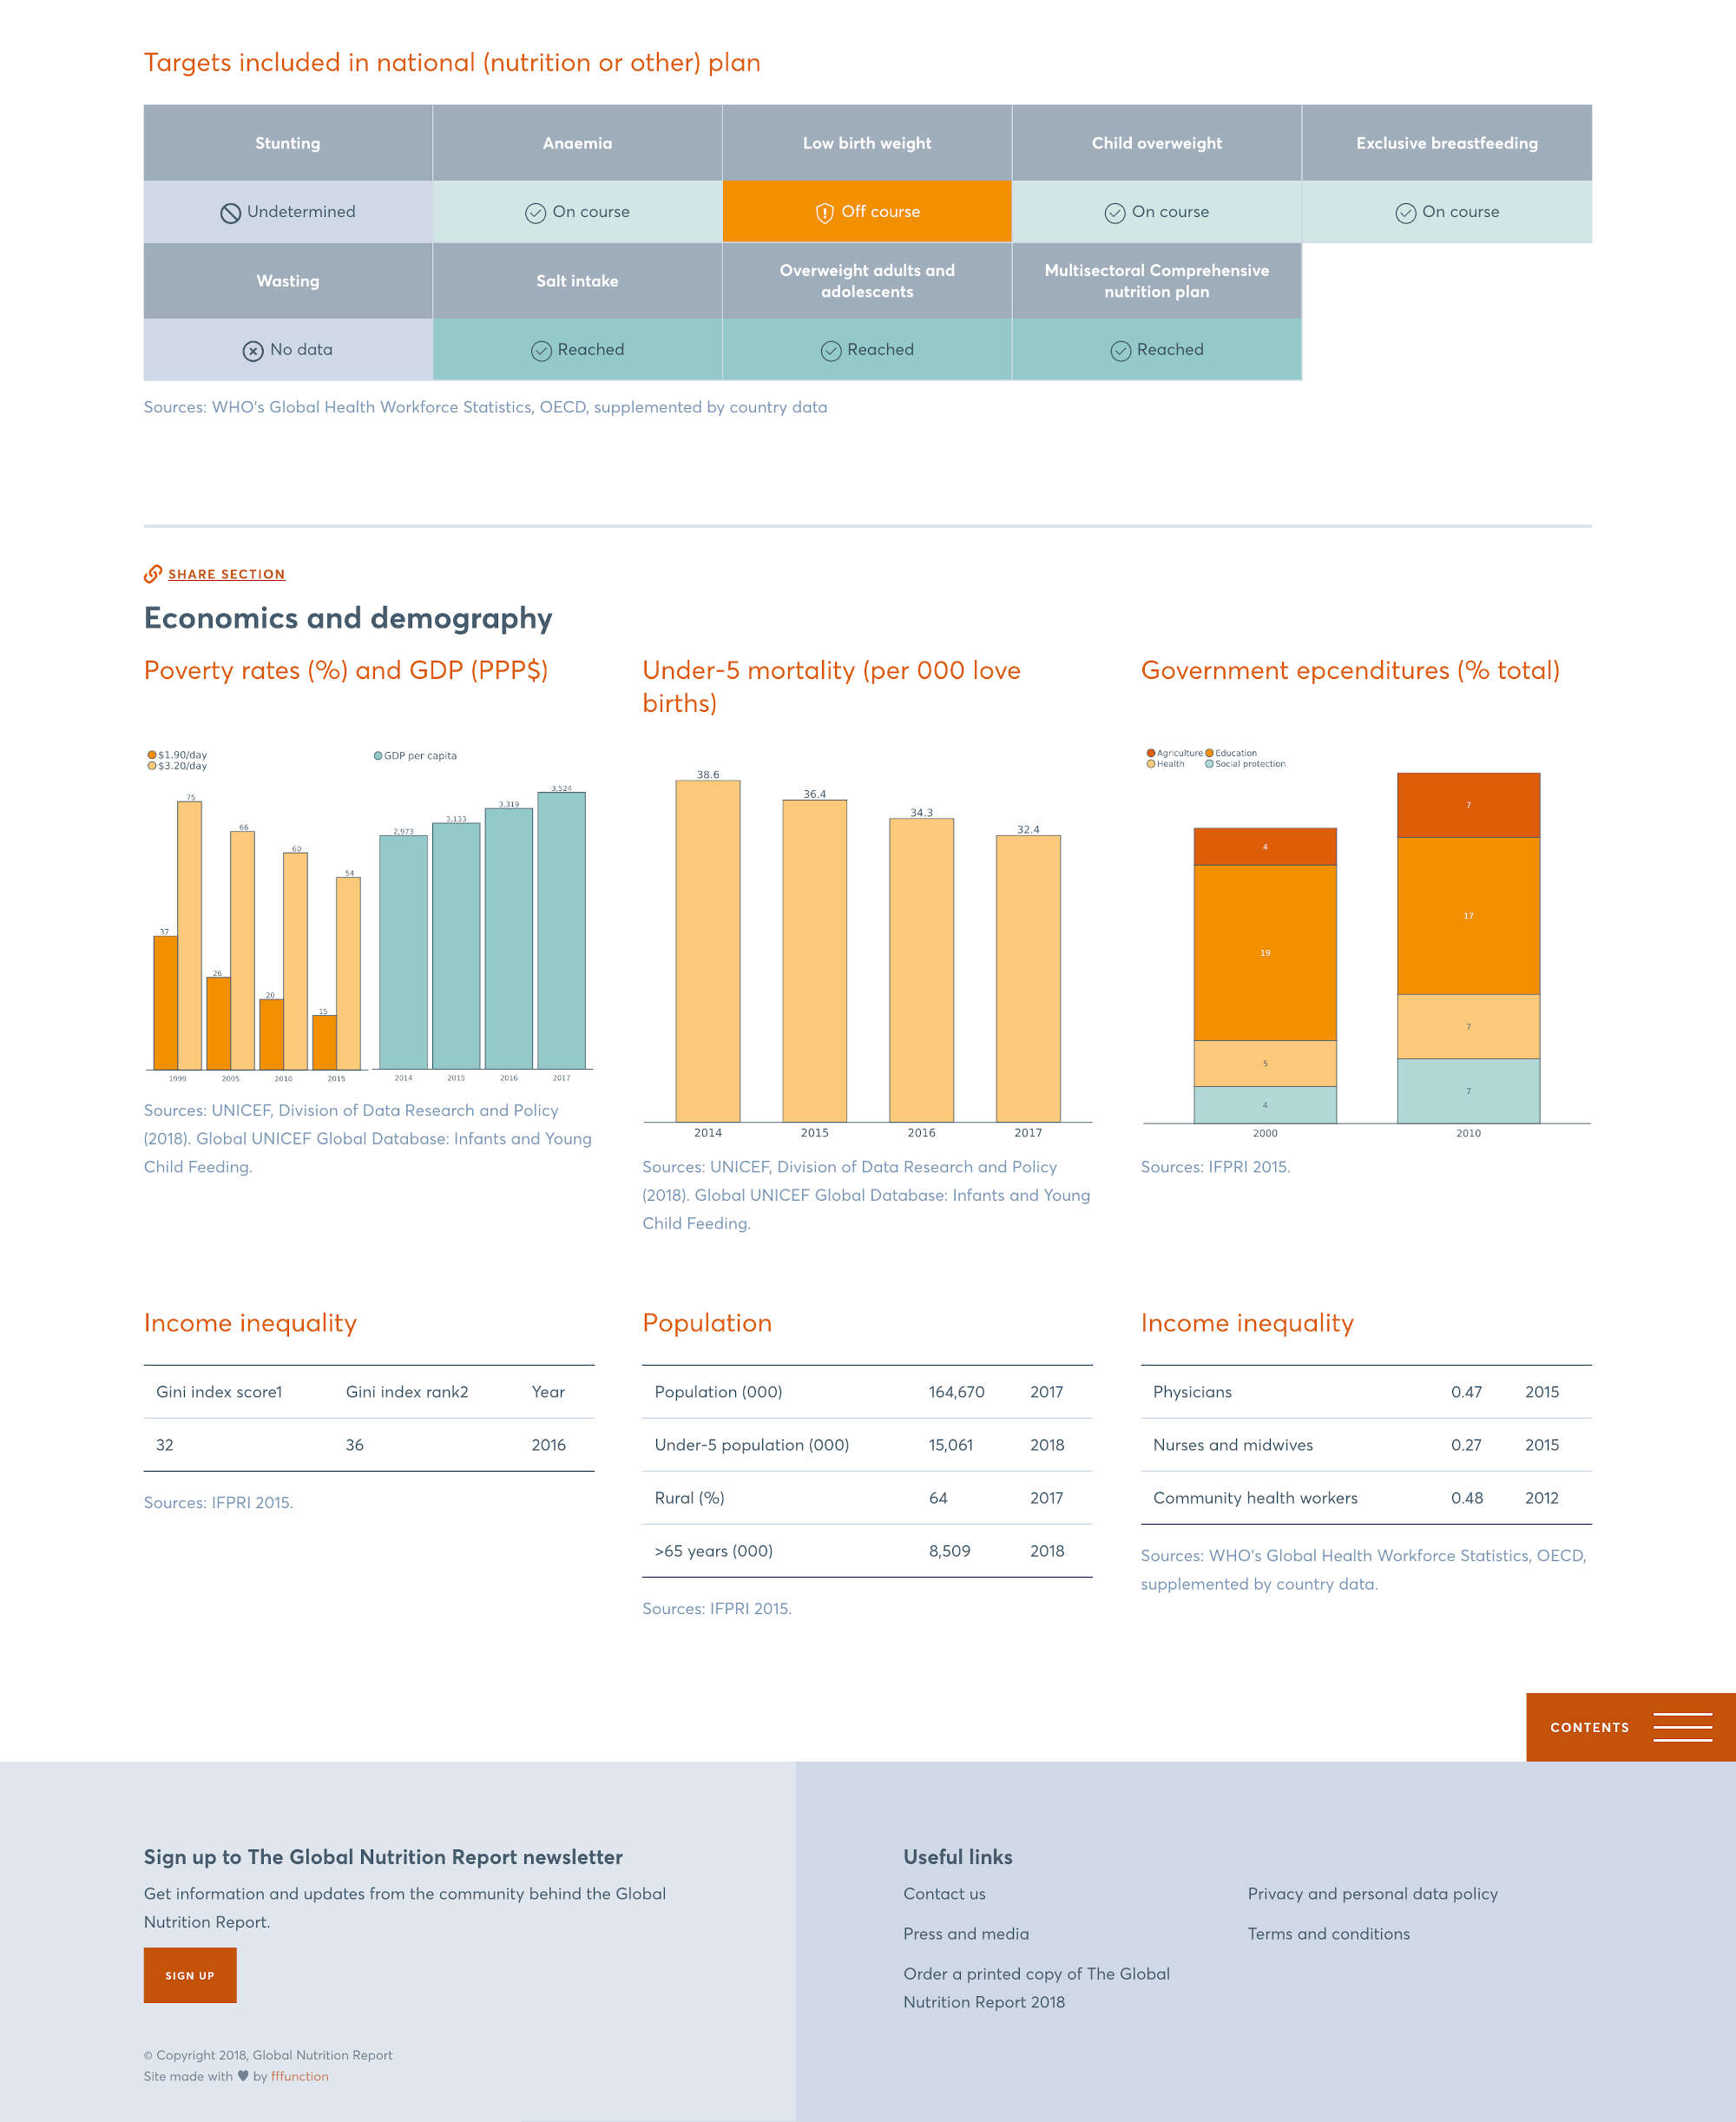 Targets included in national (nutrition or other) plan
Stunting
Anaemia
Low birth weight
Child overweight
Exclusive breastfeeding
Undetermined
On course
Off course
On course
On course
Wasting
Salt intake
Overweight adults and
adolescents
Multisectoral Comprehensive
nutrition plan
No data
Reached
Reached
Reached
Sources: WHO's Global Health Workforce Statistics, OECD, supplemented by country data
SHARE SECTION
Economics and demography
Poverty rates (%) and GDP (PPP$)
$1.90/day
$3.20/day
GDP per capita
75
66
60
54
37
26
20
15
1999
2005
2010
2015
2,973
3,133
3,319
3,524
2014
2015
2016
2017
Sources: UNICEF, Division of Data Research and Policy
(2018). Global UNICEF Global Database: Infants and Young
Child Feeding.
Under-5 mortality (per 000 love
births)
38.6
36.4
34.3
32.4
2014
2015
2016
2017
Sources: UNICEF, Division of Data Research and Policy
(2018). Global UNICEF Global Database: Infants and Young
Child Feeding.
Government epcenditures (% total)
Agriculture
Education
Health
Social protection
4
19
5
4
7
17
7
7
2000
2010
Sources: IFPRI 2015.
Income inequality
Gini index score1 Gini index rank2 Year
32 36 2016
Sources: IFPRI 2015.
Population
Population (000) 164,670 2017
Under-5 population (000) 15,061 2018
Rural (%) 64 2017
>65 years (000) 8,509 2018
Sources: IFPRI 2015.
Income inequality
Physicians 0.47 2015
Nurses and midwives 0.27 2015
Community health workers 0.48 2012
Sources: WHO's Global Health Workforce Statistics, OECD,
supplemented by country data.
CONTENTS
Sign up to The Global Nutrition Report newsletter
Get information and updates from the community behind the Global
Nutrition Report.
SIGN UP
© Copyright 2018, Global Nutrition Report
Site made with ♥ by fffunction
Useful links
Contact us
Press and media
Order a printed copy of The Global
Nutrition Report 2018
Privacy and personal data policy
Terms and conditions